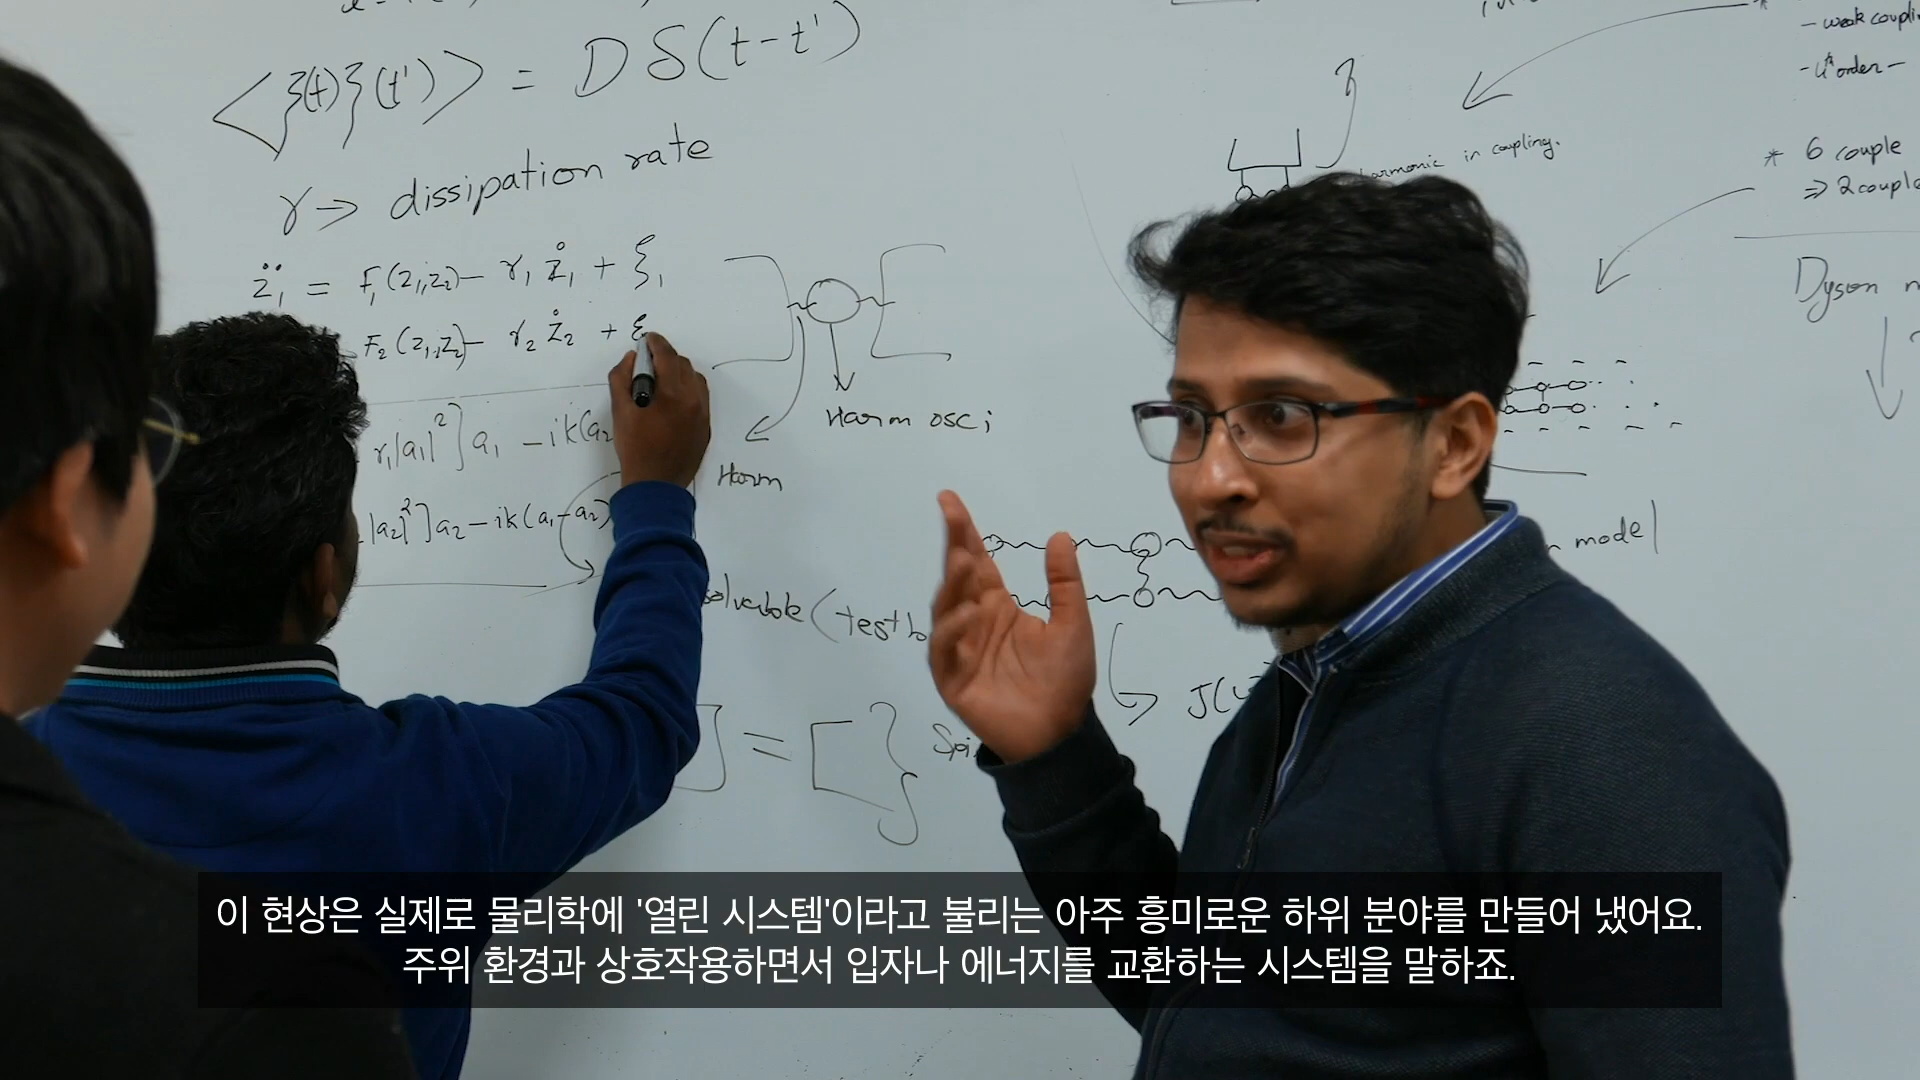 ⟨ξ(t)ξ(t')⟩ = D δ(t-t')
γ → dissipation rate
z̈₁ = F₁(z₁,z₂) - γ₁ ż₁ + ξ₁
F₂(z₁,z₂) - γ₂ ż₂ + ξ
γ₁|a₁|²]a₁ - ik(a₂
|a₂|²]a₂ - ik(a₁-a₂)
Harm osci
Harm
solvable (testb
] = [ }
J(
- weak coupli
- 4th order -
harmonic in coupling.
* 6 couple
⇒ 2 couple
Dyson
model
이 현상은 실제로 물리학에 '열린 시스템'이라고 불리는 아주 흥미로운 하위 분야를 만들어 냈어요.
주위 환경과 상호작용하면서 입자나 에너지를 교환하는 시스템을 말하죠.